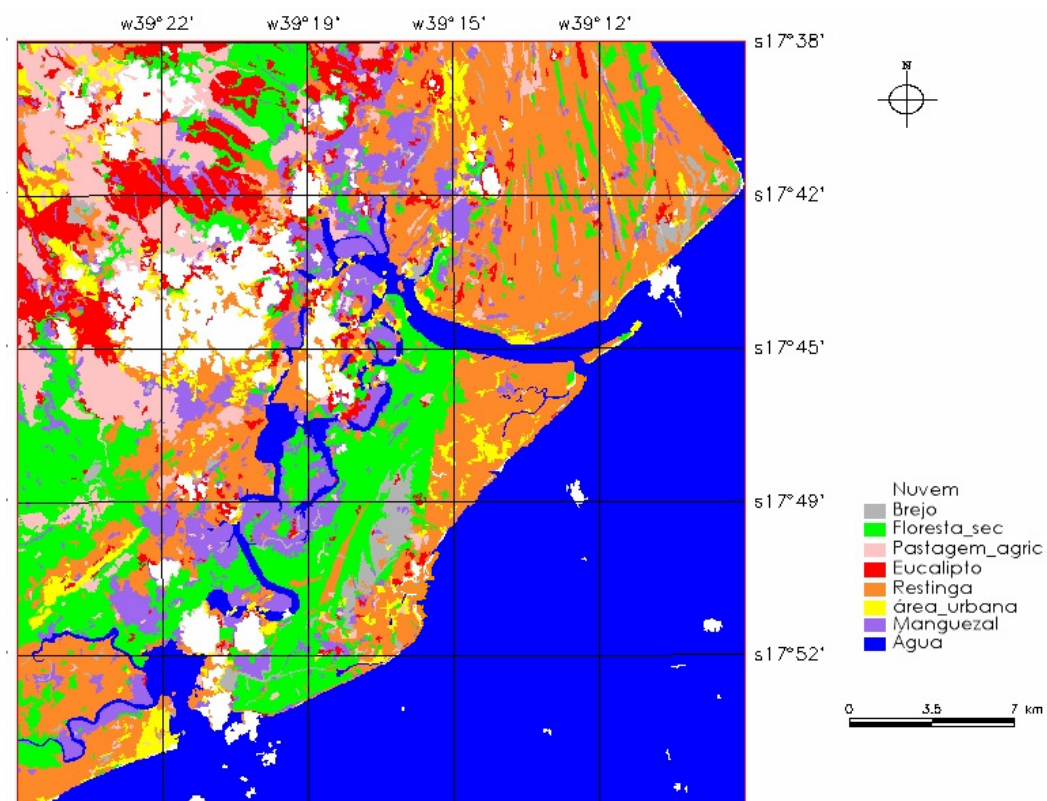 w39°22' w39°19' w39°15' w39°12'
s17°38'
N
s17°42'
s17°45'
s17°49'
Nuvem
Brejo
Floresta_sec
Pastagem_agric
Eucalipto
Restinga
área_urbana
Manguezal
Agua
s17°52'
0 3.5 7 km